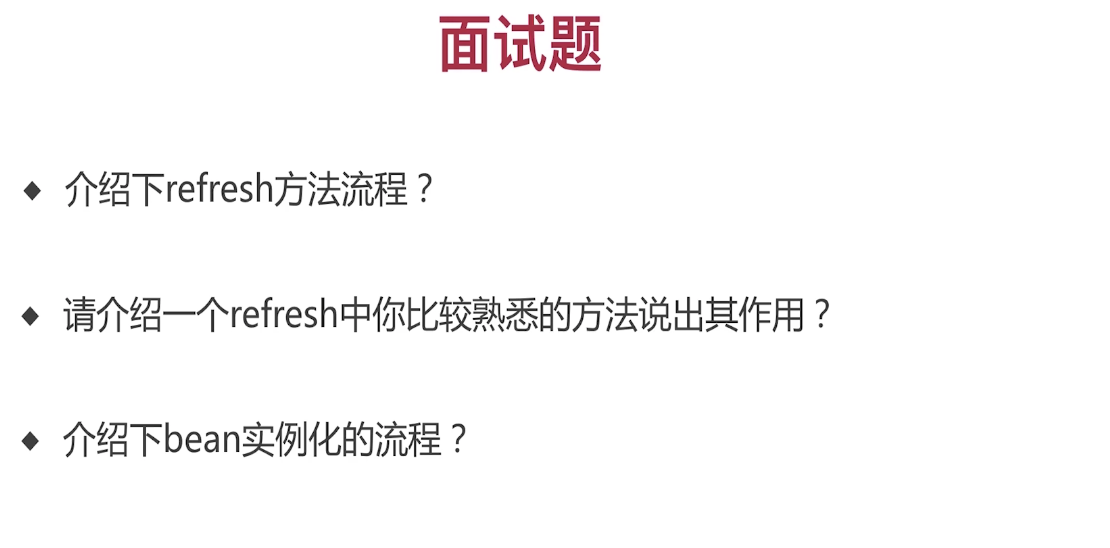 面试题
◆ 介绍下refresh方法流程？
◆ 请介绍一个refresh中你比较熟悉的方法说出其作用？
◆ 介绍下bean实例化的流程？